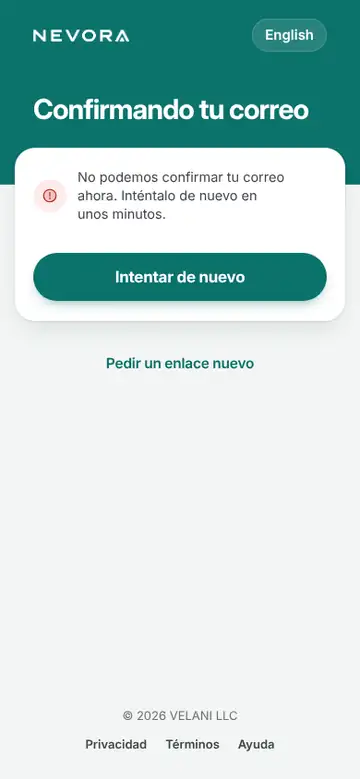 NEVORA
English
Confirmando tu correo
No podemos confirmar tu correo
ahora. Inténtalo de nuevo en
unos minutos.
Intentar de nuevo
Pedir un enlace nuevo
© 2026 VELANI LLC
Privacidad Términos Ayuda